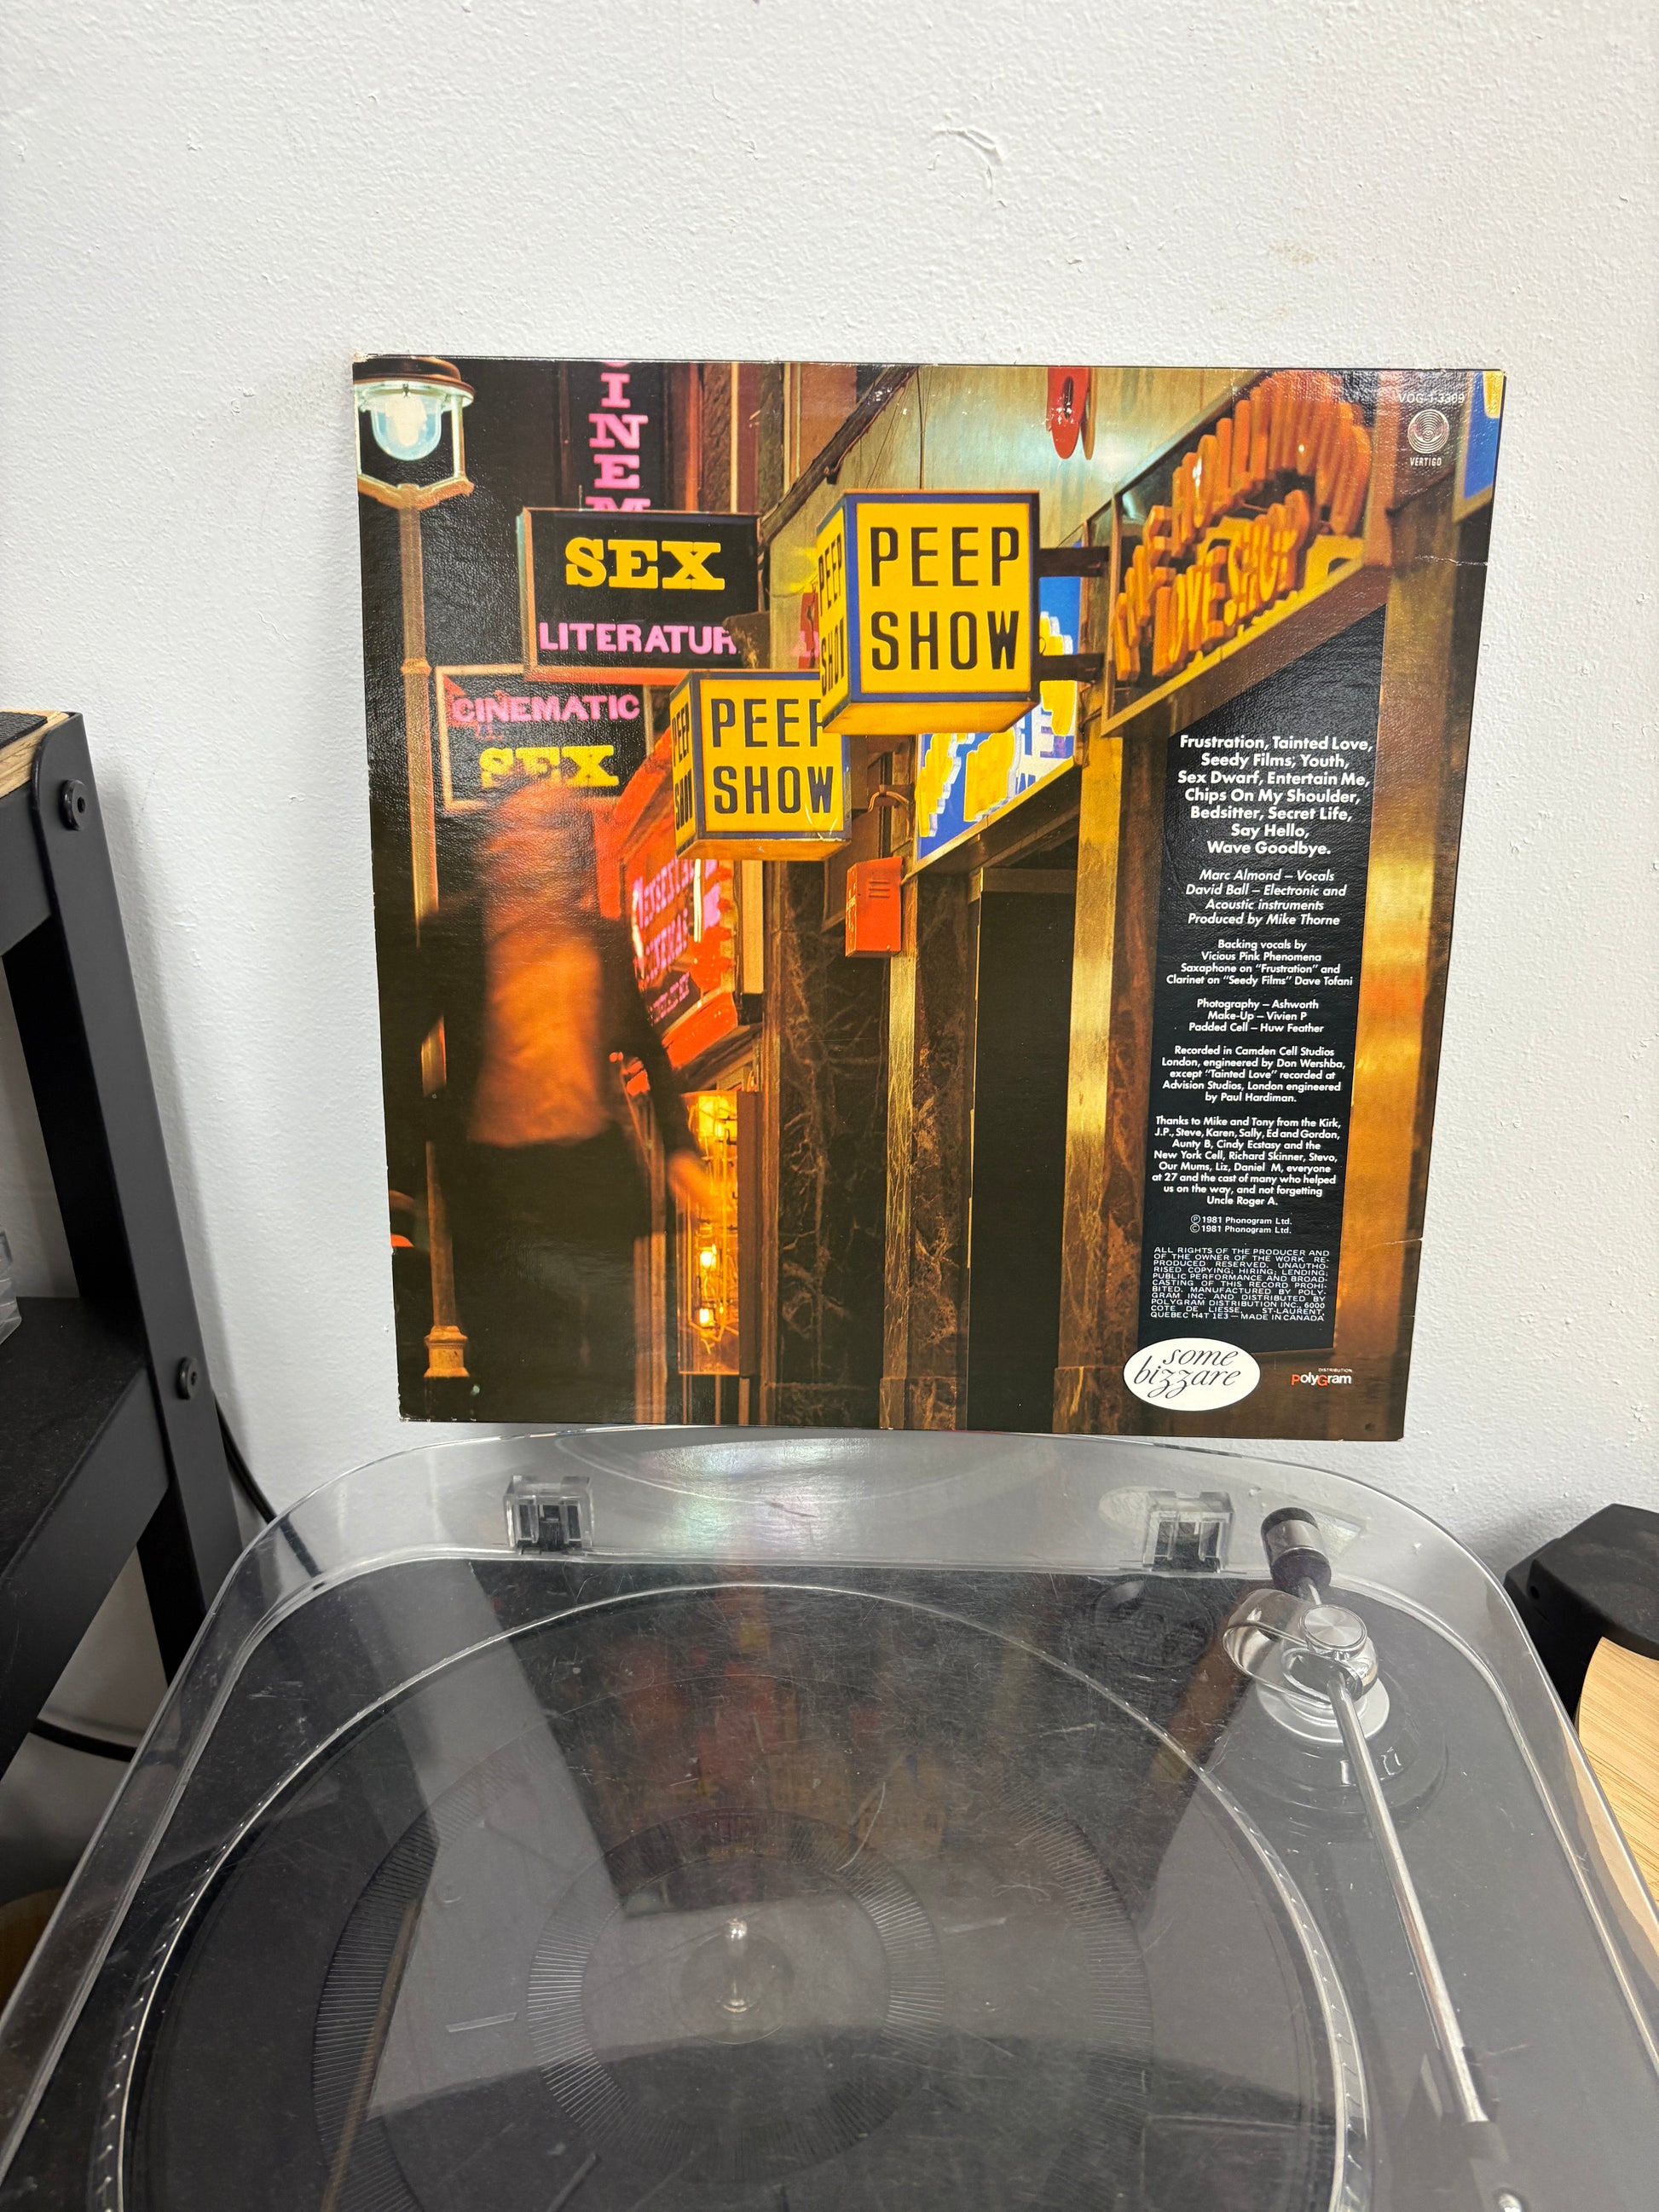 CINEM
SEX
LITERATUR
CINEMATIC
SEX
PEEP
SHOW
PEEP
SHOW
PEEP
SHOW
PEEP
SHOW
LOVE SHOP
VOG-1-3309
VERTIGO
Frustration, Tainted Love,
Seedy Films, Youth,
Sex Dwarf, Entertain Me,
Chips On My Shoulder,
Bedsitter, Secret Life,
Say Hello,
Wave Goodbye.
Marc Almond – Vocals
David Ball – Electronic and
Acoustic instruments
Produced by Mike Thorne
Backing vocals by
Vicious Pink Phenomena
Saxaphone on "Frustration" and
Clarinet on "Seedy Films" Dave Tofani
Photography – Ashworth
Make-Up – Vivien P
Padded Cell – Huw Feather
Recorded in Camden Cell Studios
London, engineered by Don Wershba,
except "Tainted Love" recorded at
Advision Studios, London engineered
by Paul Hardiman.
Thanks to Mike and Tony from the Kirk,
J.P., Steve, Karen, Sally, Ed and Gordon,
Aunty B, Cindy Ecstasy and the
New York Cell, Richard Skinner, Stevo,
Our Mums, Liz, Daniel M, everyone
at 27 and the cast of many who helped
us on the way, and not forgetting
Uncle Roger A.
℗1981 Phonogram Ltd.
©1981 Phonogram Ltd.
ALL RIGHTS OF THE PRODUCER AND
OF THE OWNER OF THE WORK RE-
PRODUCED RESERVED. UNAUTHO-
RISED COPYING; HIRING; LENDING;
PUBLIC PERFORMANCE AND BROAD-
CASTING OF THIS RECORD PROHI-
BITED. MANUFACTURED BY POLY-
GRAM INC. AND DISTRIBUTED BY
POLYGRAM DISTRIBUTION INC., 6000
COTE DE LIESSE, ST-LAURENT,
QUEBEC H4T 1E3 — MADE IN CANADA
some
bizzare
DISTRIBUTION
PolyGram